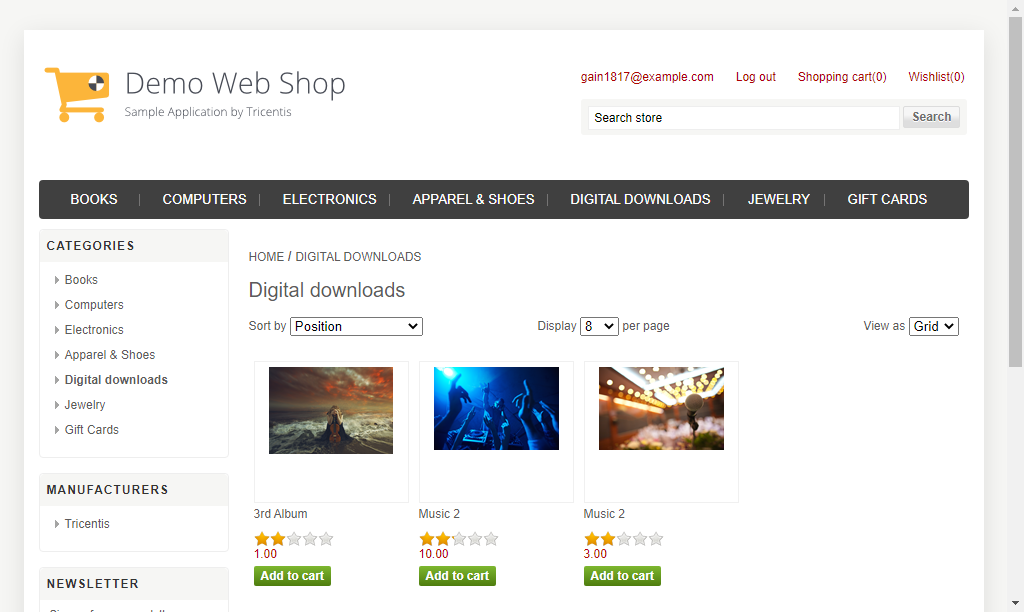 Demo Web Shop
Sample Application by Tricentis
gain1817@example.com Log out Shopping cart(0) Wishlist(0)
Search store Search
BOOKS COMPUTERS ELECTRONICS APPAREL & SHOES DIGITAL DOWNLOADS JEWELRY GIFT CARDS
CATEGORIES
Books
Computers
Electronics
Apparel & Shoes
Digital downloads
Jewelry
Gift Cards
MANUFACTURERS
Tricentis
NEWSLETTER
HOME / DIGITAL DOWNLOADS
Digital downloads
Sort by Position Display 8 per page View as Grid
3rd Album Music 2 Music 2
1.00 10.00 3.00
Add to cart Add to cart Add to cart